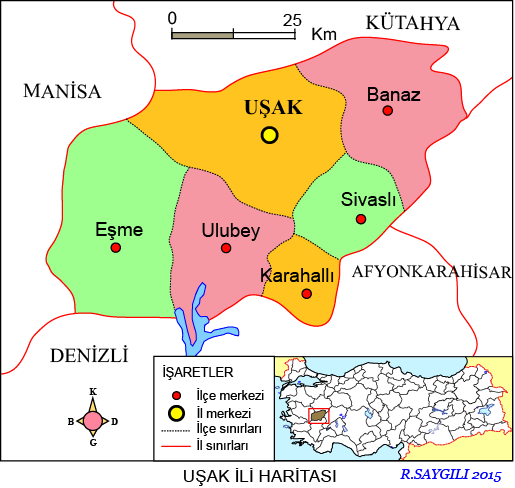 0 25
Km
KÜTAHYA
MANİSA
Banaz
UŞAK
Sivaslı
Eşme
Ulubey
Karahallı
AFYONKARAHİSAR
DENİZLİ
İŞARETLER
İlçe merkezi
İl merkezi
İlçe sınırları
İl sınırları
K
B D
G
UŞAK İLİ HARİTASI
R.SAYGILI 2015